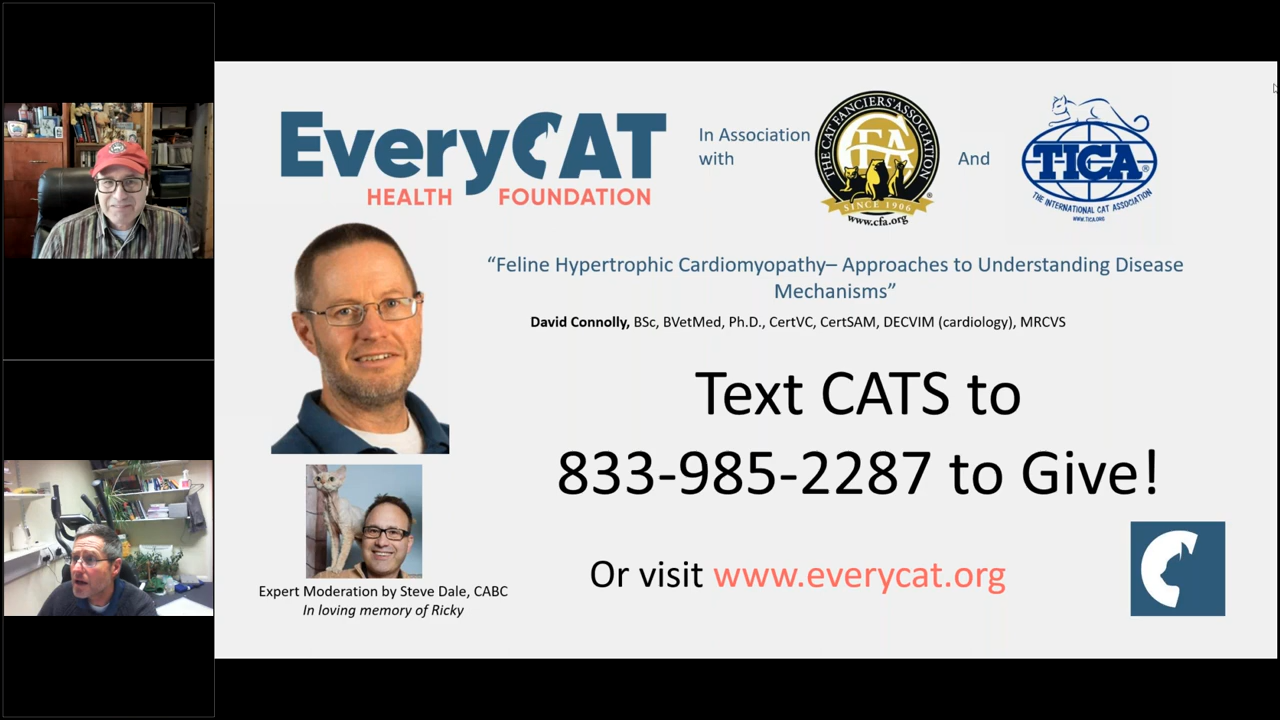 EveryCAT
HEALTH FOUNDATION
In Association
with
THE CAT FANCIERS' ASSOCIATION
CFA
SINCE 1906
®
www.cfa.org
And
TICA®
THE INTERNATIONAL CAT ASSOCIATION
WWW.TICA.ORG
“Feline Hypertrophic Cardiomyopathy– Approaches to Understanding Disease
Mechanisms”
David Connolly, BSc, BVetMed, Ph.D., CertVC, CertSAM, DECVIM (cardiology), MRCVS
Text CATS to
833-985-2287 to Give!
Or visit www.everycat.org
Expert Moderation by Steve Dale, CABC
In loving memory of Ricky